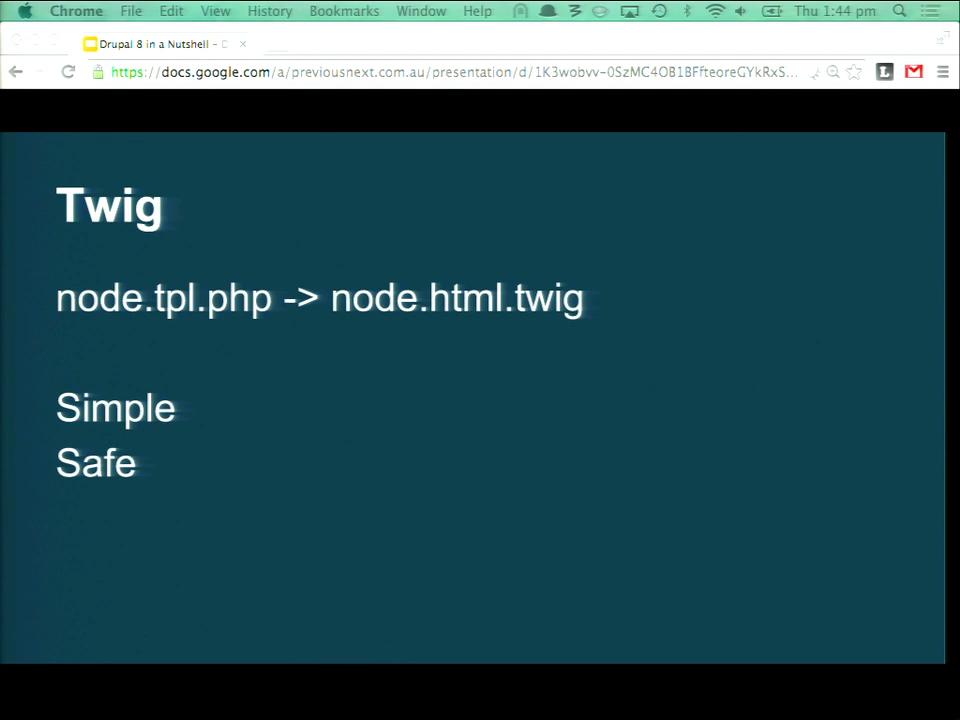 Chrome File Edit View History Bookmarks Window Help Thu 1:44 pm
Drupal 8 in a Nutshell –
https://docs.google.com/a/previousnext.com.au/presentation/d/1K3wobvv-0SzMC4OB1BFfteoreGYkRxS...
Twig
node.tpl.php -> node.html.twig
Simple
Safe